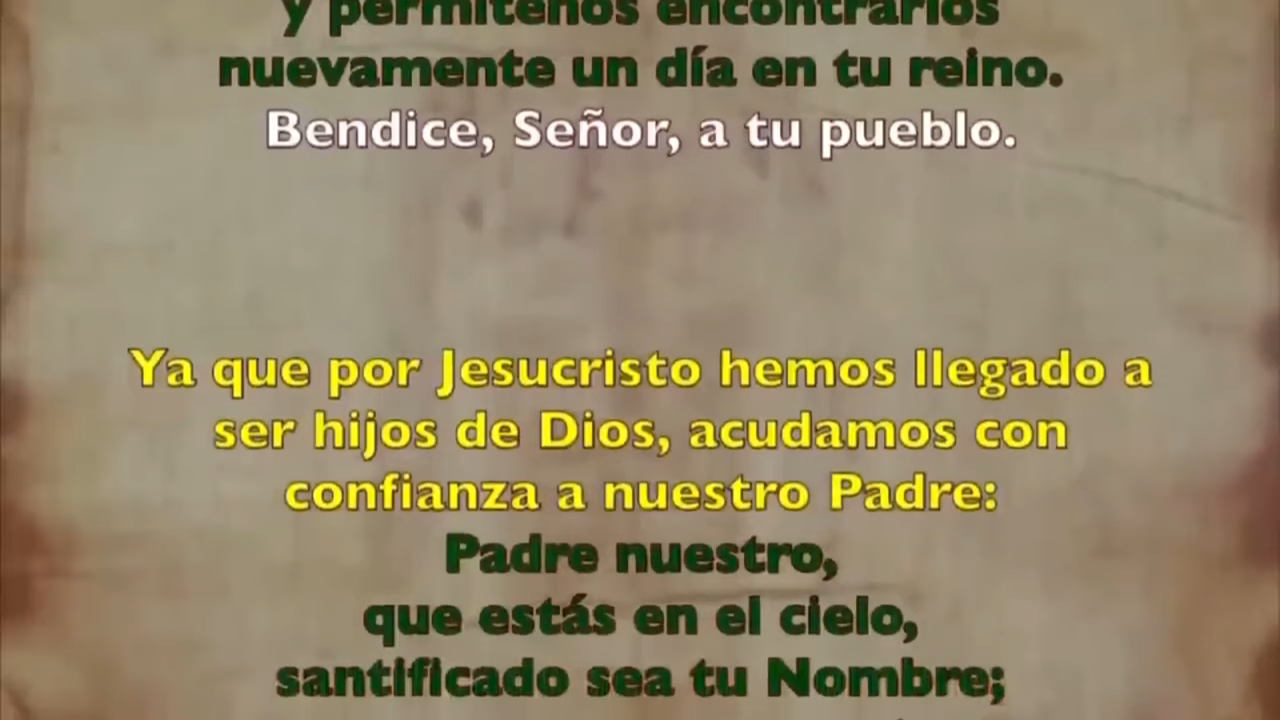 y permítenos encontrarlos
nuevamente un día en tu reino.
Bendice, Señor, a tu pueblo.
Ya que por Jesucristo hemos llegado a
ser hijos de Dios, acudamos con
confianza a nuestro Padre:
Padre nuestro,
que estás en el cielo,
santificado sea tu Nombre;